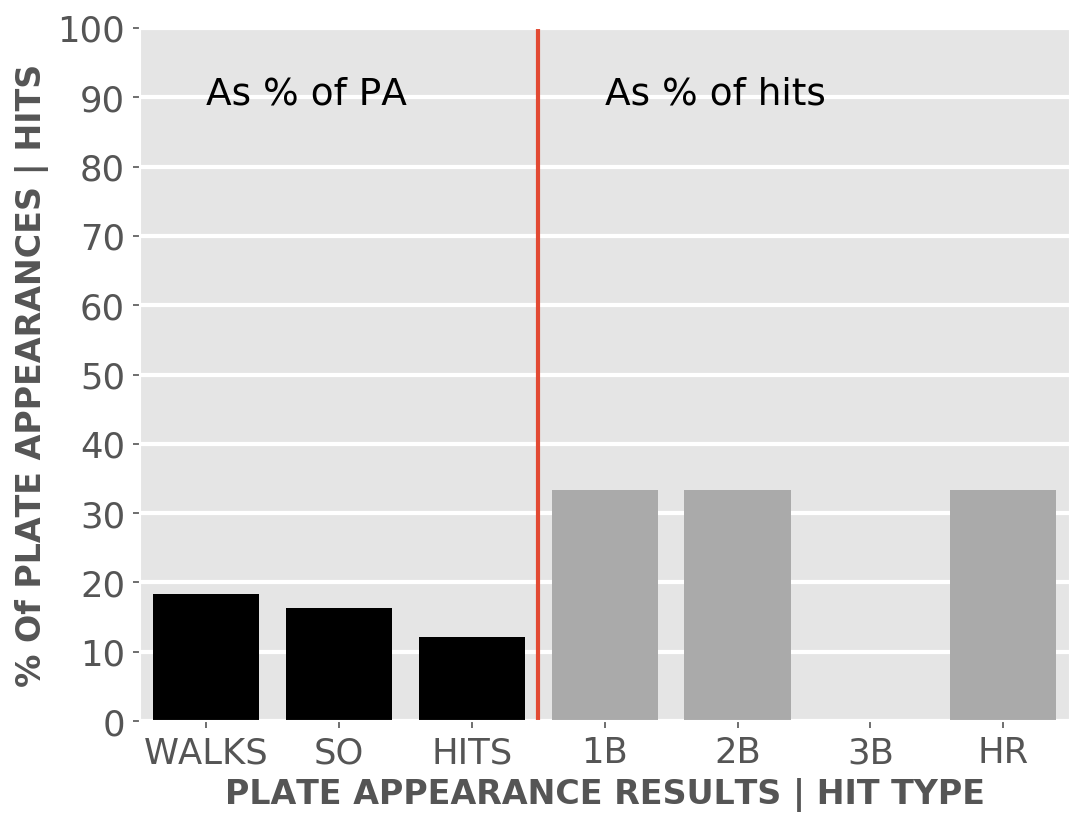 % Of PLATE APPEARANCES | HITS
100
90
80
70
60
50
40
30
20
10
0
As % of PA
As % of hits
WALKS SO HITS 1B 2B 3B HR
PLATE APPEARANCE RESULTS | HIT TYPE